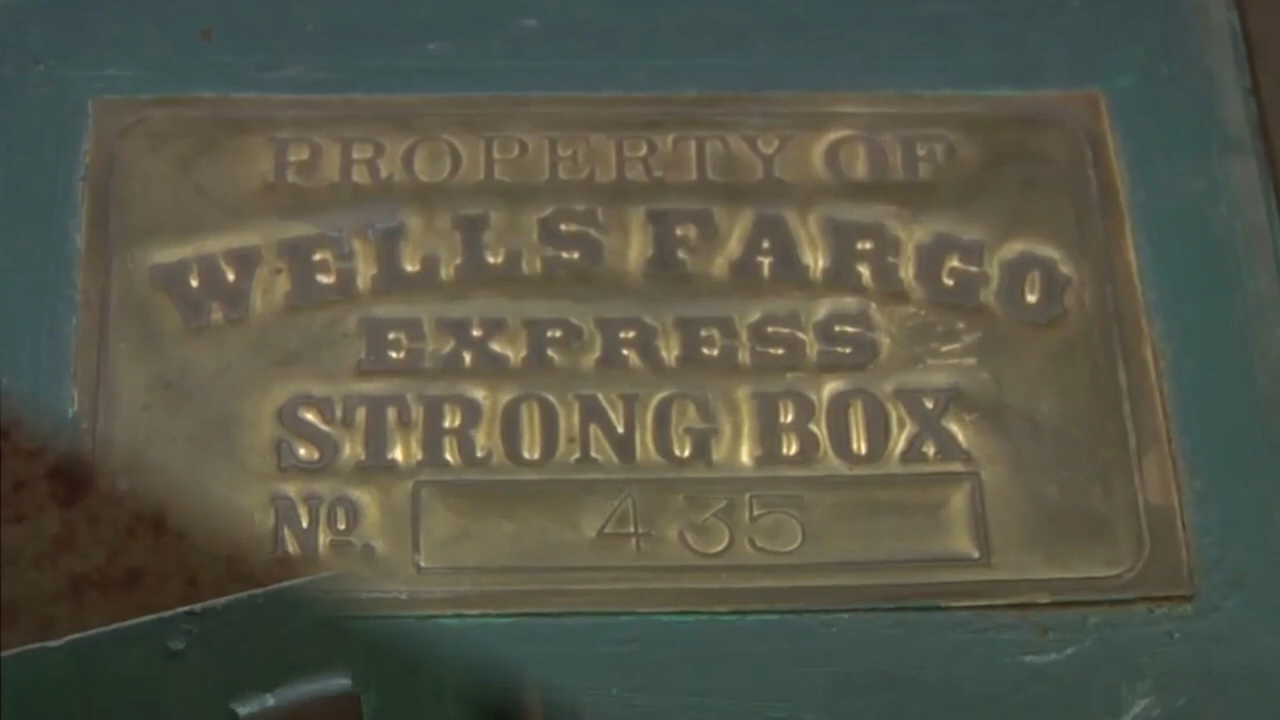 PROPERTY OF
WELLS FARGO
EXPRESS
STRONG BOX
No. 435